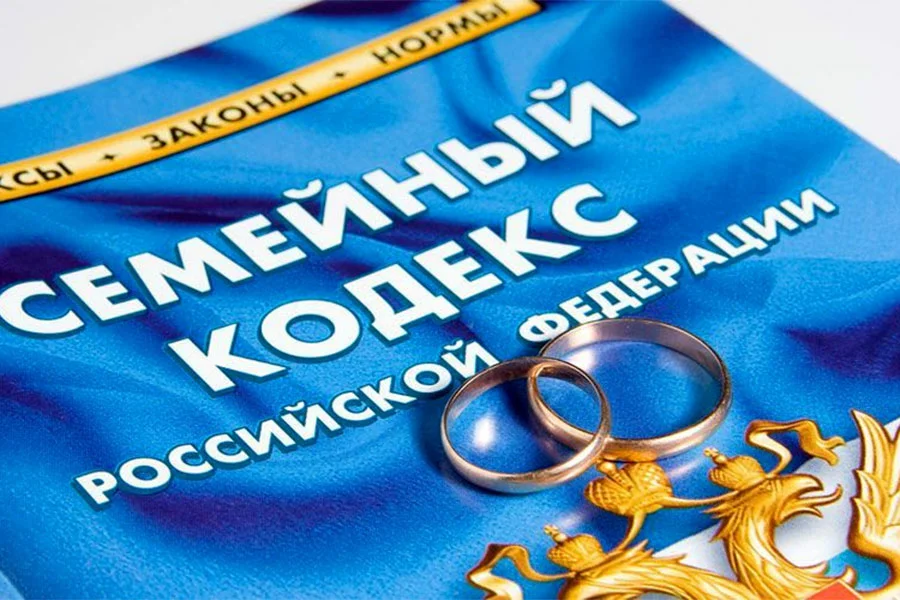 ✦ ЗАКОНЫ ✦ НОРМЫ
СЕМЕЙНЫЙ
КОДЕКС
РОССИЙСКОЙ ФЕДЕРАЦИИ